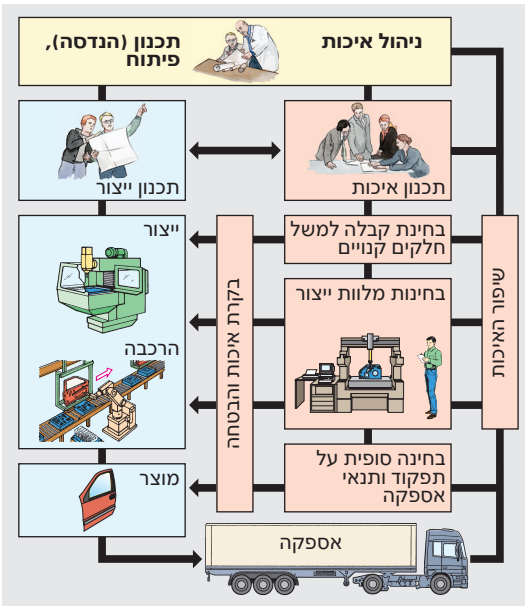 ניהול איכות
תכנון (הנדסה),
פיתוח
תכנון איכות
תכנון ייצור
בחינת קבלה למשל
חלקים קנויים
ייצור
בחינות מלוות ייצור
הרכבה
בקרת איכות והבטחה
שיפור האיכות
בחינה סופית על
תפקוד ותנאי
אספקה
מוצר
אספקה